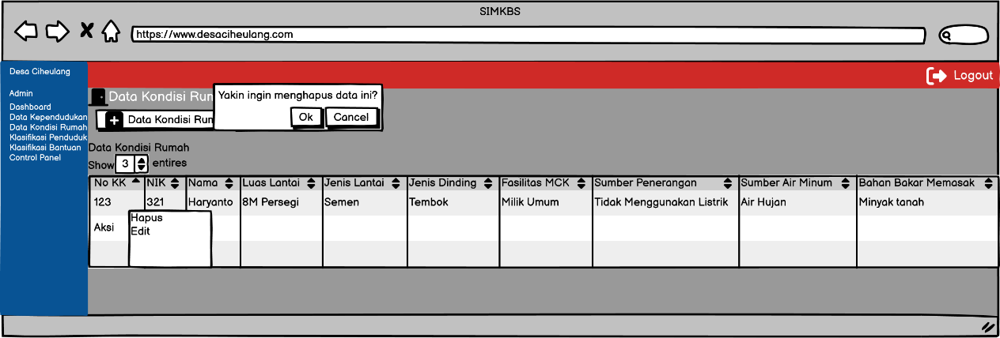 SIMKBS
https://www.desaciheulang.com
Desa Ciheulang
Logout
Admin
Dashboard
Data Kependudukan
Data Kondisi Rumah
Klasifikasi Penduduk
Klasifikasi Bantuan
Control Panel
Data Kondisi Rum
Yakin ingin menghapus data ini?
Ok Cancel
Data Kondisi Rum
Data Kondisi Rumah
Show 3 entires
No KK NIK Nama Luas Lantai Jenis Lantai Jenis Dinding Fasilitas MCK Sumber Penerangan Sumber Air Minum Bahan Bakar Memasak
123 321 Haryanto 8M Persegi Semen Tembok Milik Umum Tidak Menggunakan Listrik Air Hujan Minyak tanah
Aksi
Hapus
Edit